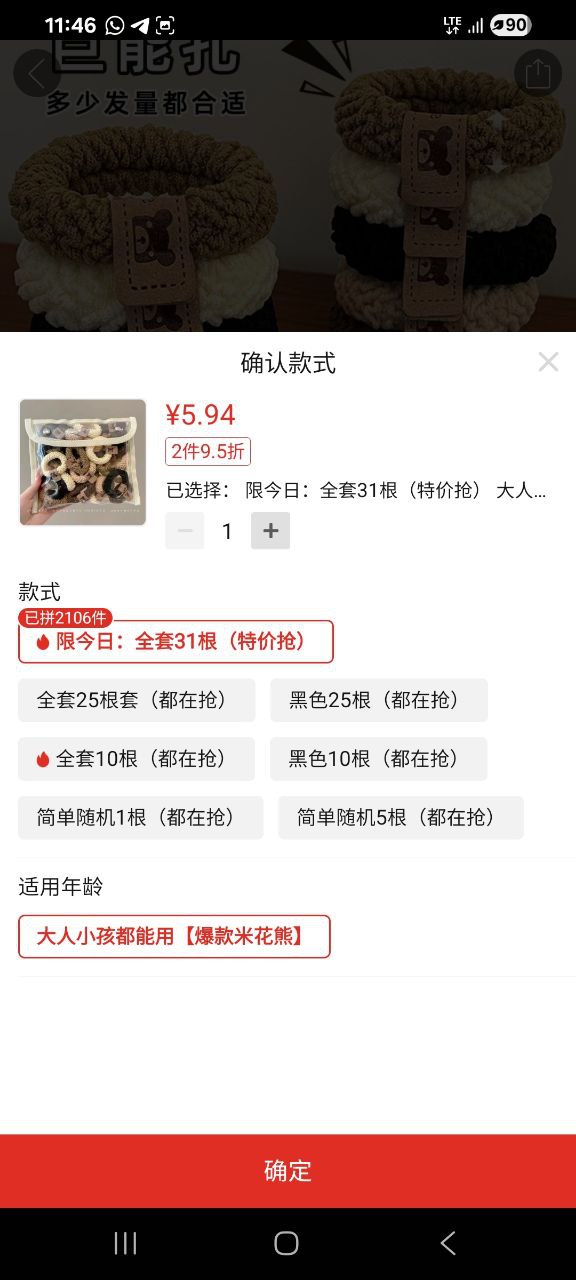 11:46
LTE
90
巨能扎
多少发量都合适
确认款式
¥5.94
2件9.5折
已选择： 限今日：全套31根（特价抢） 大人...
1
款式
已拼2106件
限今日：全套31根（特价抢）
全套25根套（都在抢）
黑色25根（都在抢）
全套10根（都在抢）
黑色10根（都在抢）
简单随机1根（都在抢）
简单随机5根（都在抢）
适用年龄
大人小孩都能用【爆款米花熊】
确定